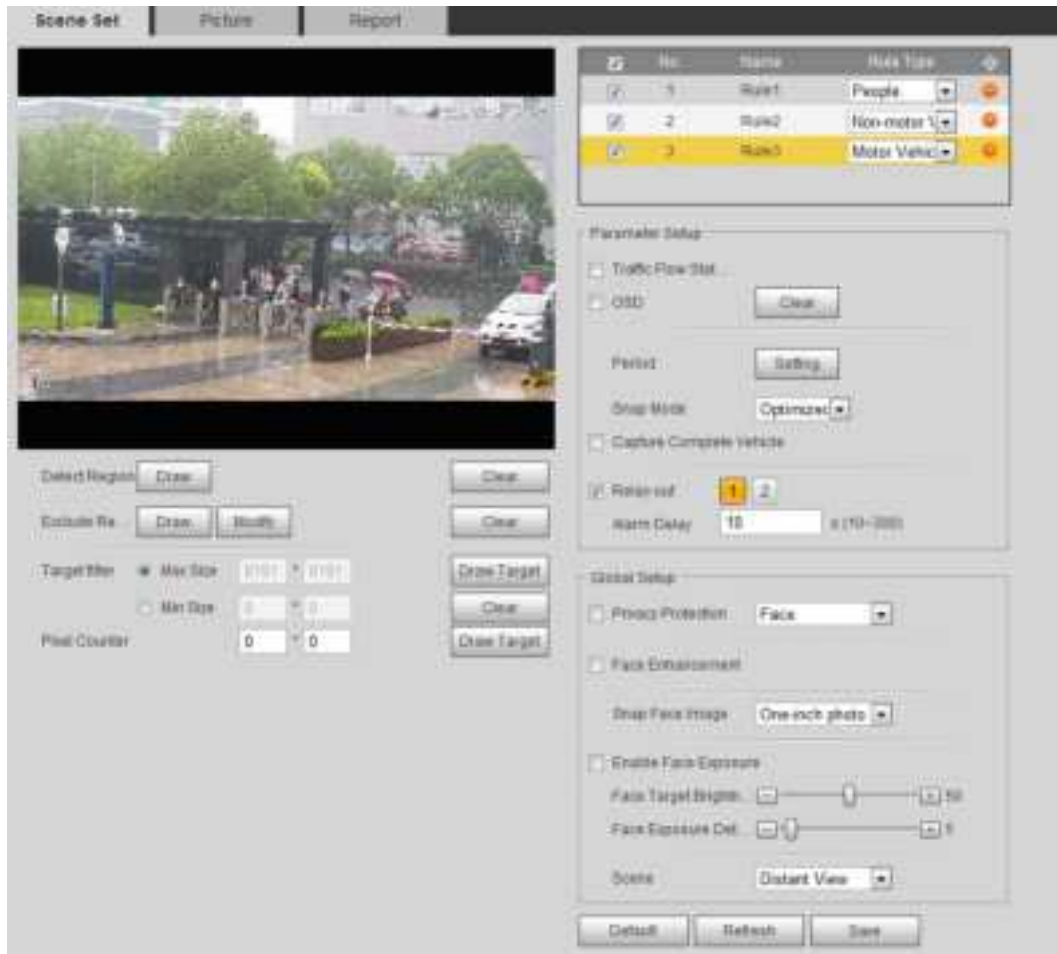 Scene Set
Picture
Report
No.
Name
Rule Type
1
Rule1
People
2
Rule2
Non-motor V
3
Rule3
Motor Vehic
Parameter Setup
Traffic Flow Stat...
OSD
Clear
Period
Setting
Snap Mode
Optimized
Capture Complete Vehicle
Relay-out
1
2
Alarm Delay
10
s (10~300)
Detect Region
Draw
Clear
Exclude Re...
Draw
Modify
Clear
Target filter
Max Size
8191 * 8191
Draw Target
Min Size
0 * 0
Clear
Pixel Counter
0 * 0
Draw Target
Global Setup
Privacy Protection
Face
Face Enhancement
Snap Face Image
One-inch photo
Enable Face Exposure
Face Target Brightn...
50
Face Exposure Det...
5
Scene
Distant View
Default
Refresh
Save